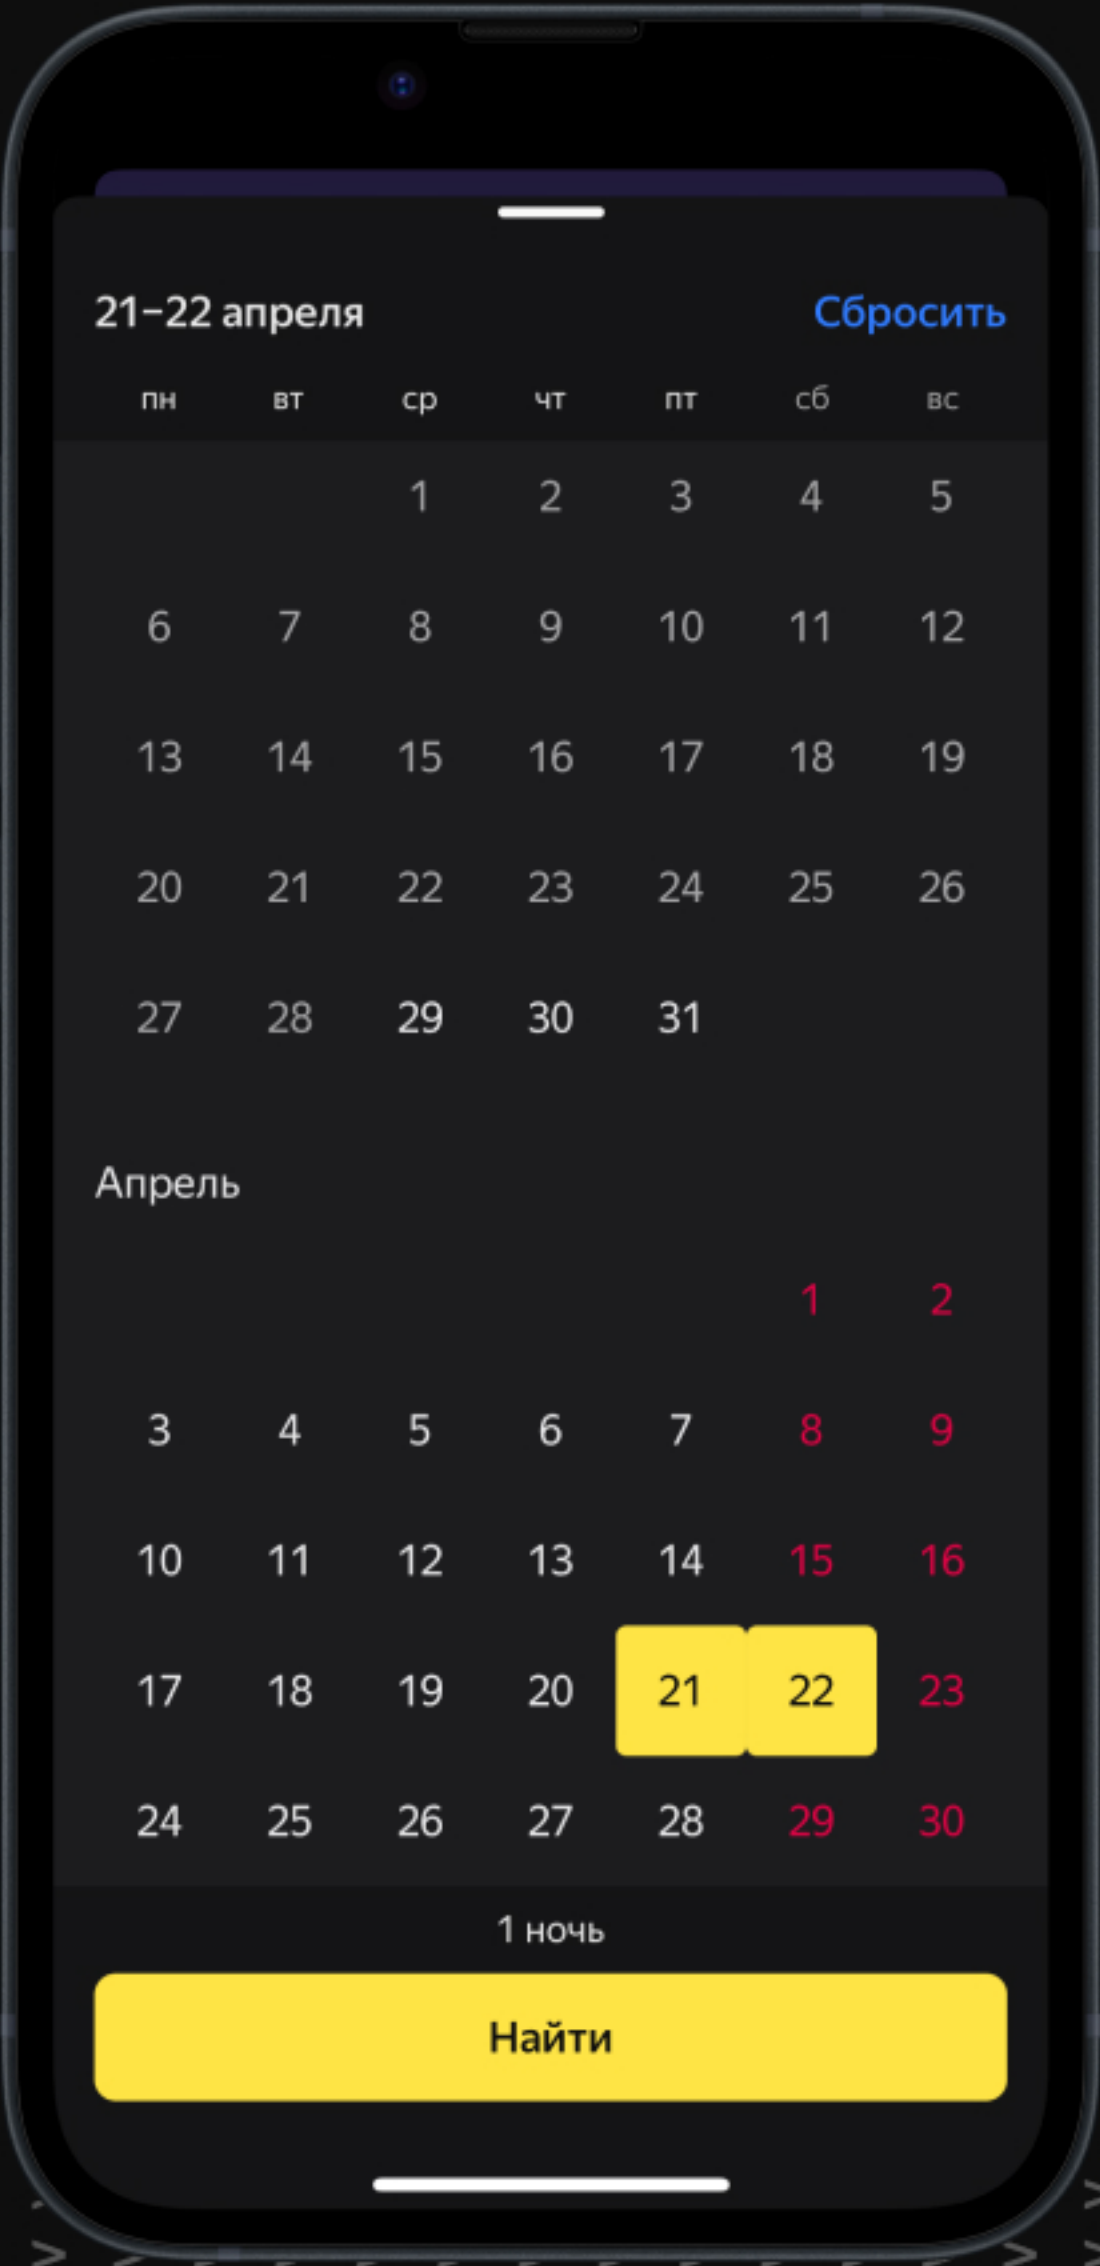 21–22 апреля Сбросить
пн вт ср чт пт сб вс
1 2 3 4 5
6 7 8 9 10 11 12
13 14 15 16 17 18 19
20 21 22 23 24 25 26
27 28 29 30 31
Апрель
1 2
3 4 5 6 7 8 9
10 11 12 13 14 15 16
17 18 19 20 21 22 23
24 25 26 27 28 29 30
1 ночь
Найти